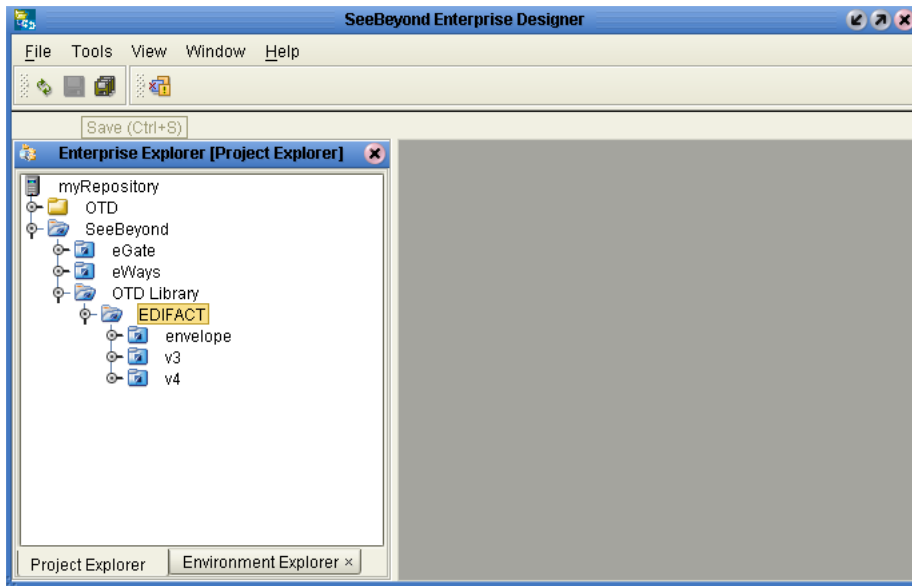 SeeBeyond Enterprise Designer
File Tools View Window Help
Save (Ctrl+S)
Enterprise Explorer [Project Explorer]
myRepository
OTD
SeeBeyond
eGate
eWays
OTD Library
EDIFACT
envelope
v3
v4
Project Explorer Environment Explorer ×